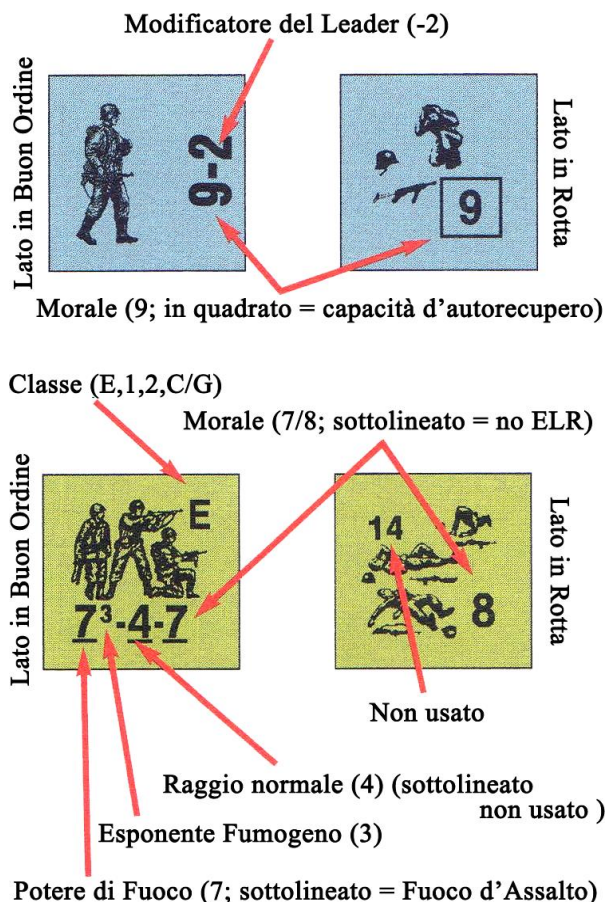 Modificatore del Leader (-2)
Lato in Buon Ordine
9-2
9
Lato in Rotta
Morale (9; in quadrato = capacità d'autorecupero)
Classe (E,1,2,C/G)
Morale (7/8; sottolineato = no ELR)
Lato in Buon Ordine
E
7³-4-7
14
8
Lato in Rotta
Non usato
Raggio normale (4) (sottolineato
non usato )
Esponente Fumogeno (3)
Potere di Fuoco (7; sottolineato = Fuoco d'Assalto)